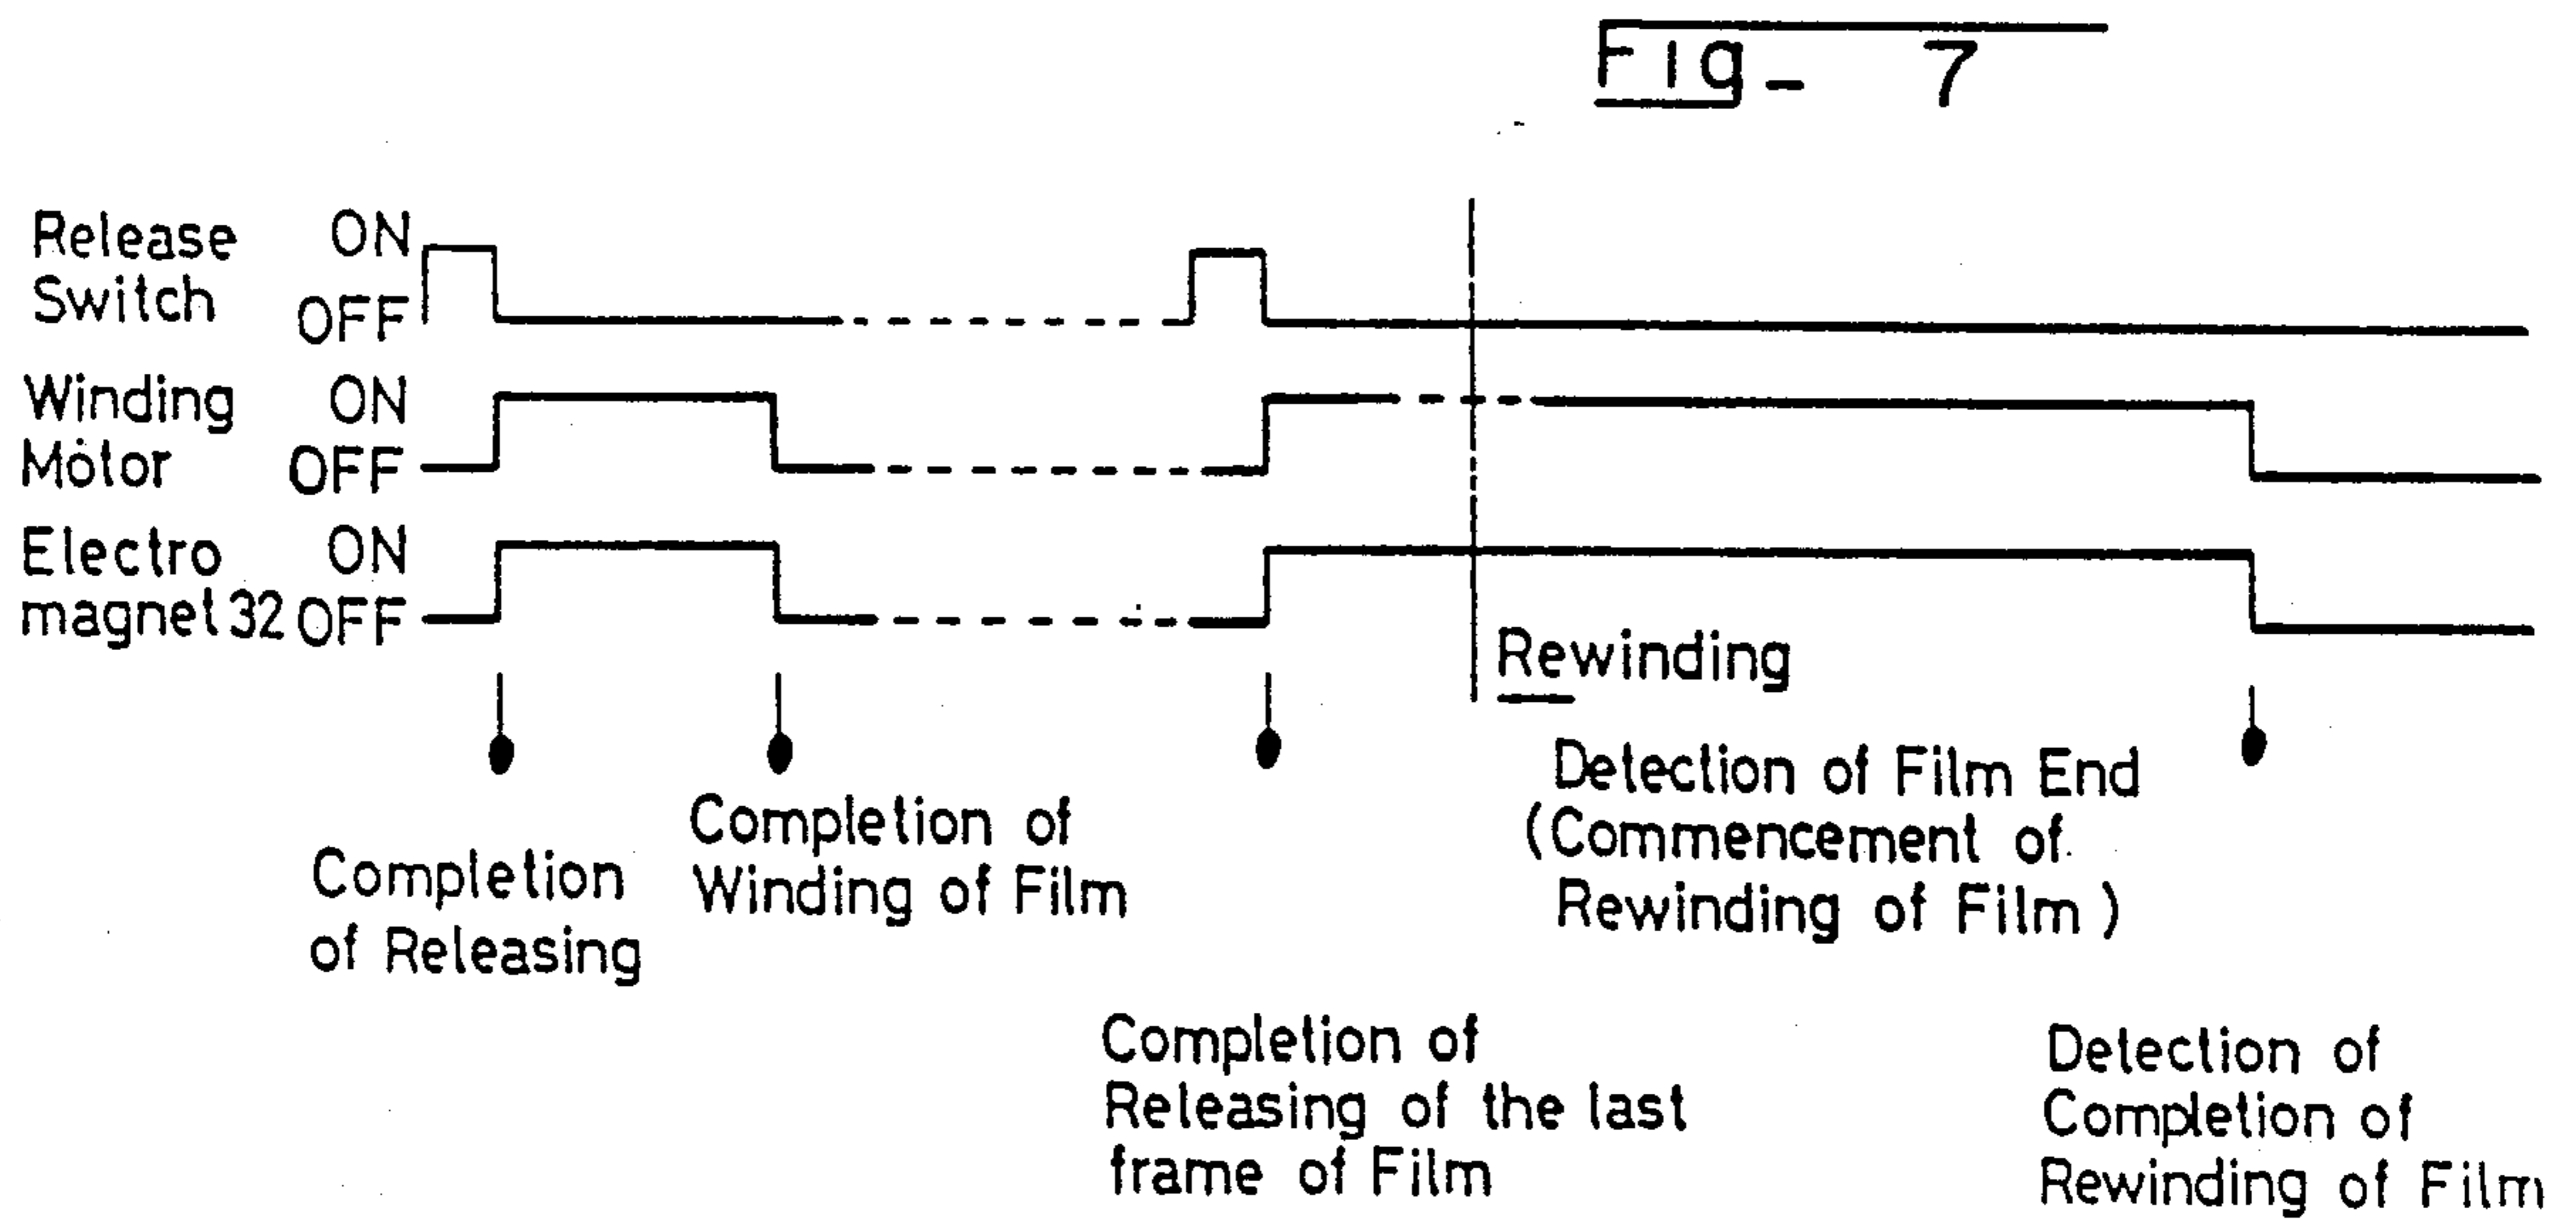 Fig- 7
Release ON
Switch OFF
Winding ON
Motor OFF
Electro ON
magnet 32 OFF
Rewinding
Completion
of Releasing
Completion of
Winding of Film
Detection of Film End
(Commencement of
Rewinding of Film)
Completion of
Releasing of the last
frame of Film
Detection of
Completion of
Rewinding of Film